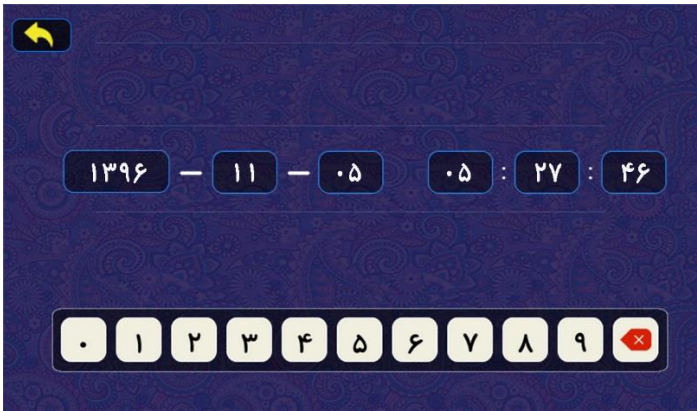 ۱۳۹۶ – ۱۱ – ۰۵ ۰۵ : ۲۷ : ۴۶
۰ ۱ ۲ ۳ ۴ ۵ ۶ ۷ ۸ ۹